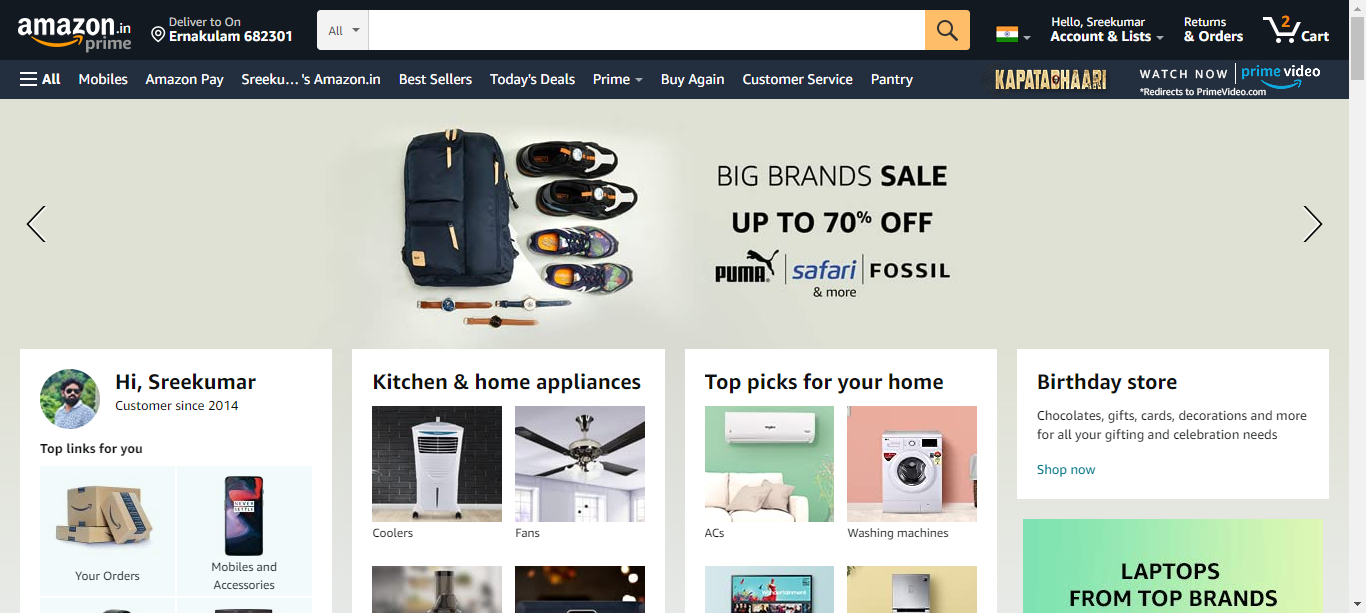 amazon.in
prime
Deliver to On
Ernakulam 682301
All
Hello, Sreekumar
Account & Lists
Returns
& Orders
2
Cart
All
Mobiles
Amazon Pay
Sreeku… 's Amazon.in
Best Sellers
Today's Deals
Prime
Buy Again
Customer Service
Pantry
KAPATADHAARI
WATCH NOW
prime video
*Redirects to PrimeVideo.com
BIG BRANDS SALE
UP TO 70% OFF
PUMA
safari
FOSSIL
& more
Hi, Sreekumar
Customer since 2014
Top links for you
Your Orders
ONEPLUS
Mobiles and
Accessories
Kitchen & home appliances
Coolers
Fans
Top picks for your home
ACs
Washing machines
Birthday store
Chocolates, gifts, cards, decorations and more
for all your gifting and celebration needs
Shop now
LAPTOPS
FROM TOP BRANDS